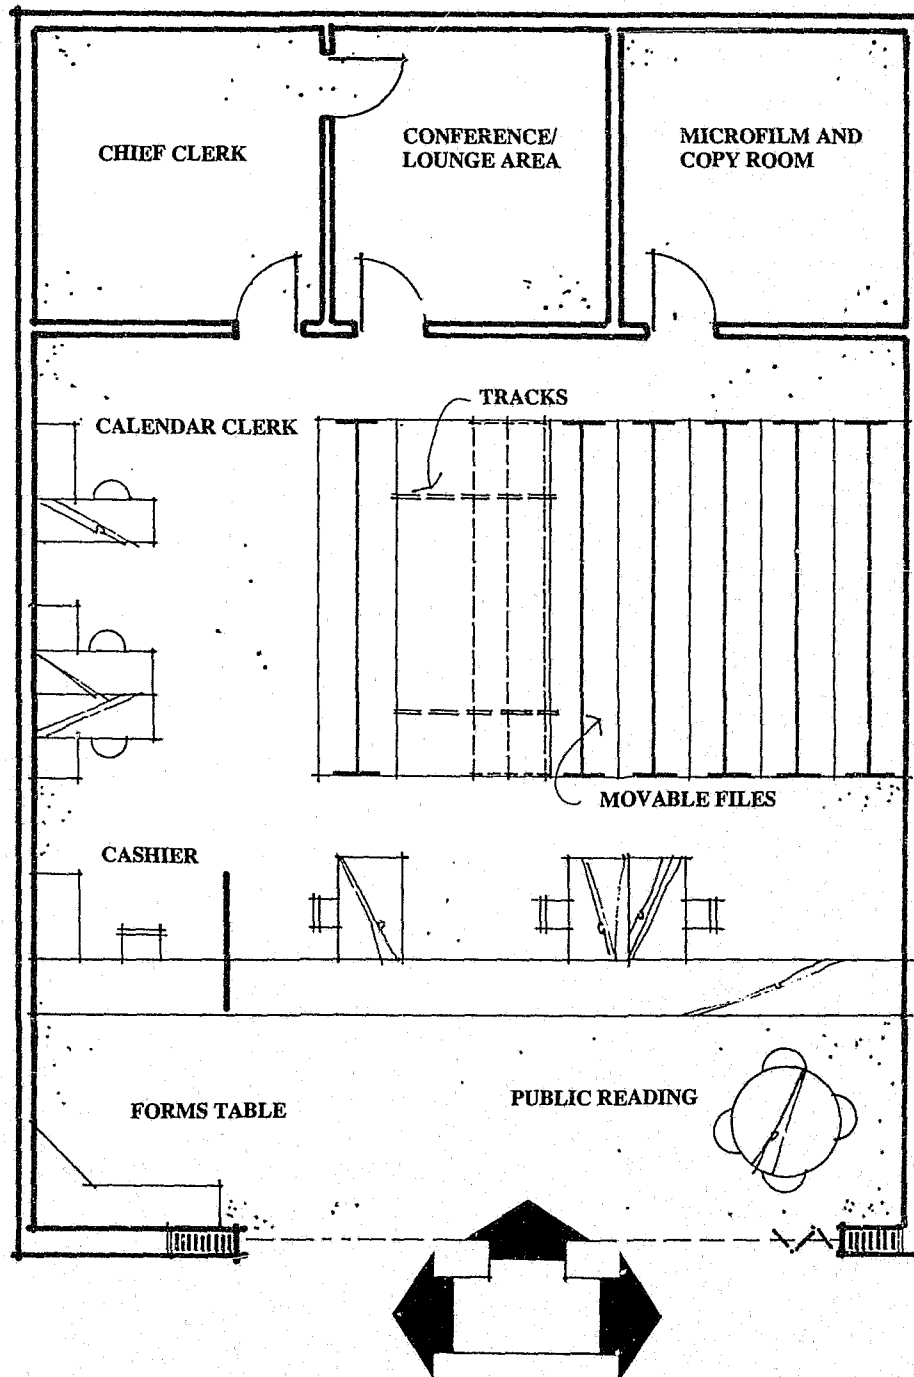 CHIEF CLERK
CONFERENCE/
LOUNGE AREA
MICROFILM AND
COPY ROOM
TRACKS
CALENDAR CLERK
MOVABLE FILES
CASHIER
FORMS TABLE
PUBLIC READING